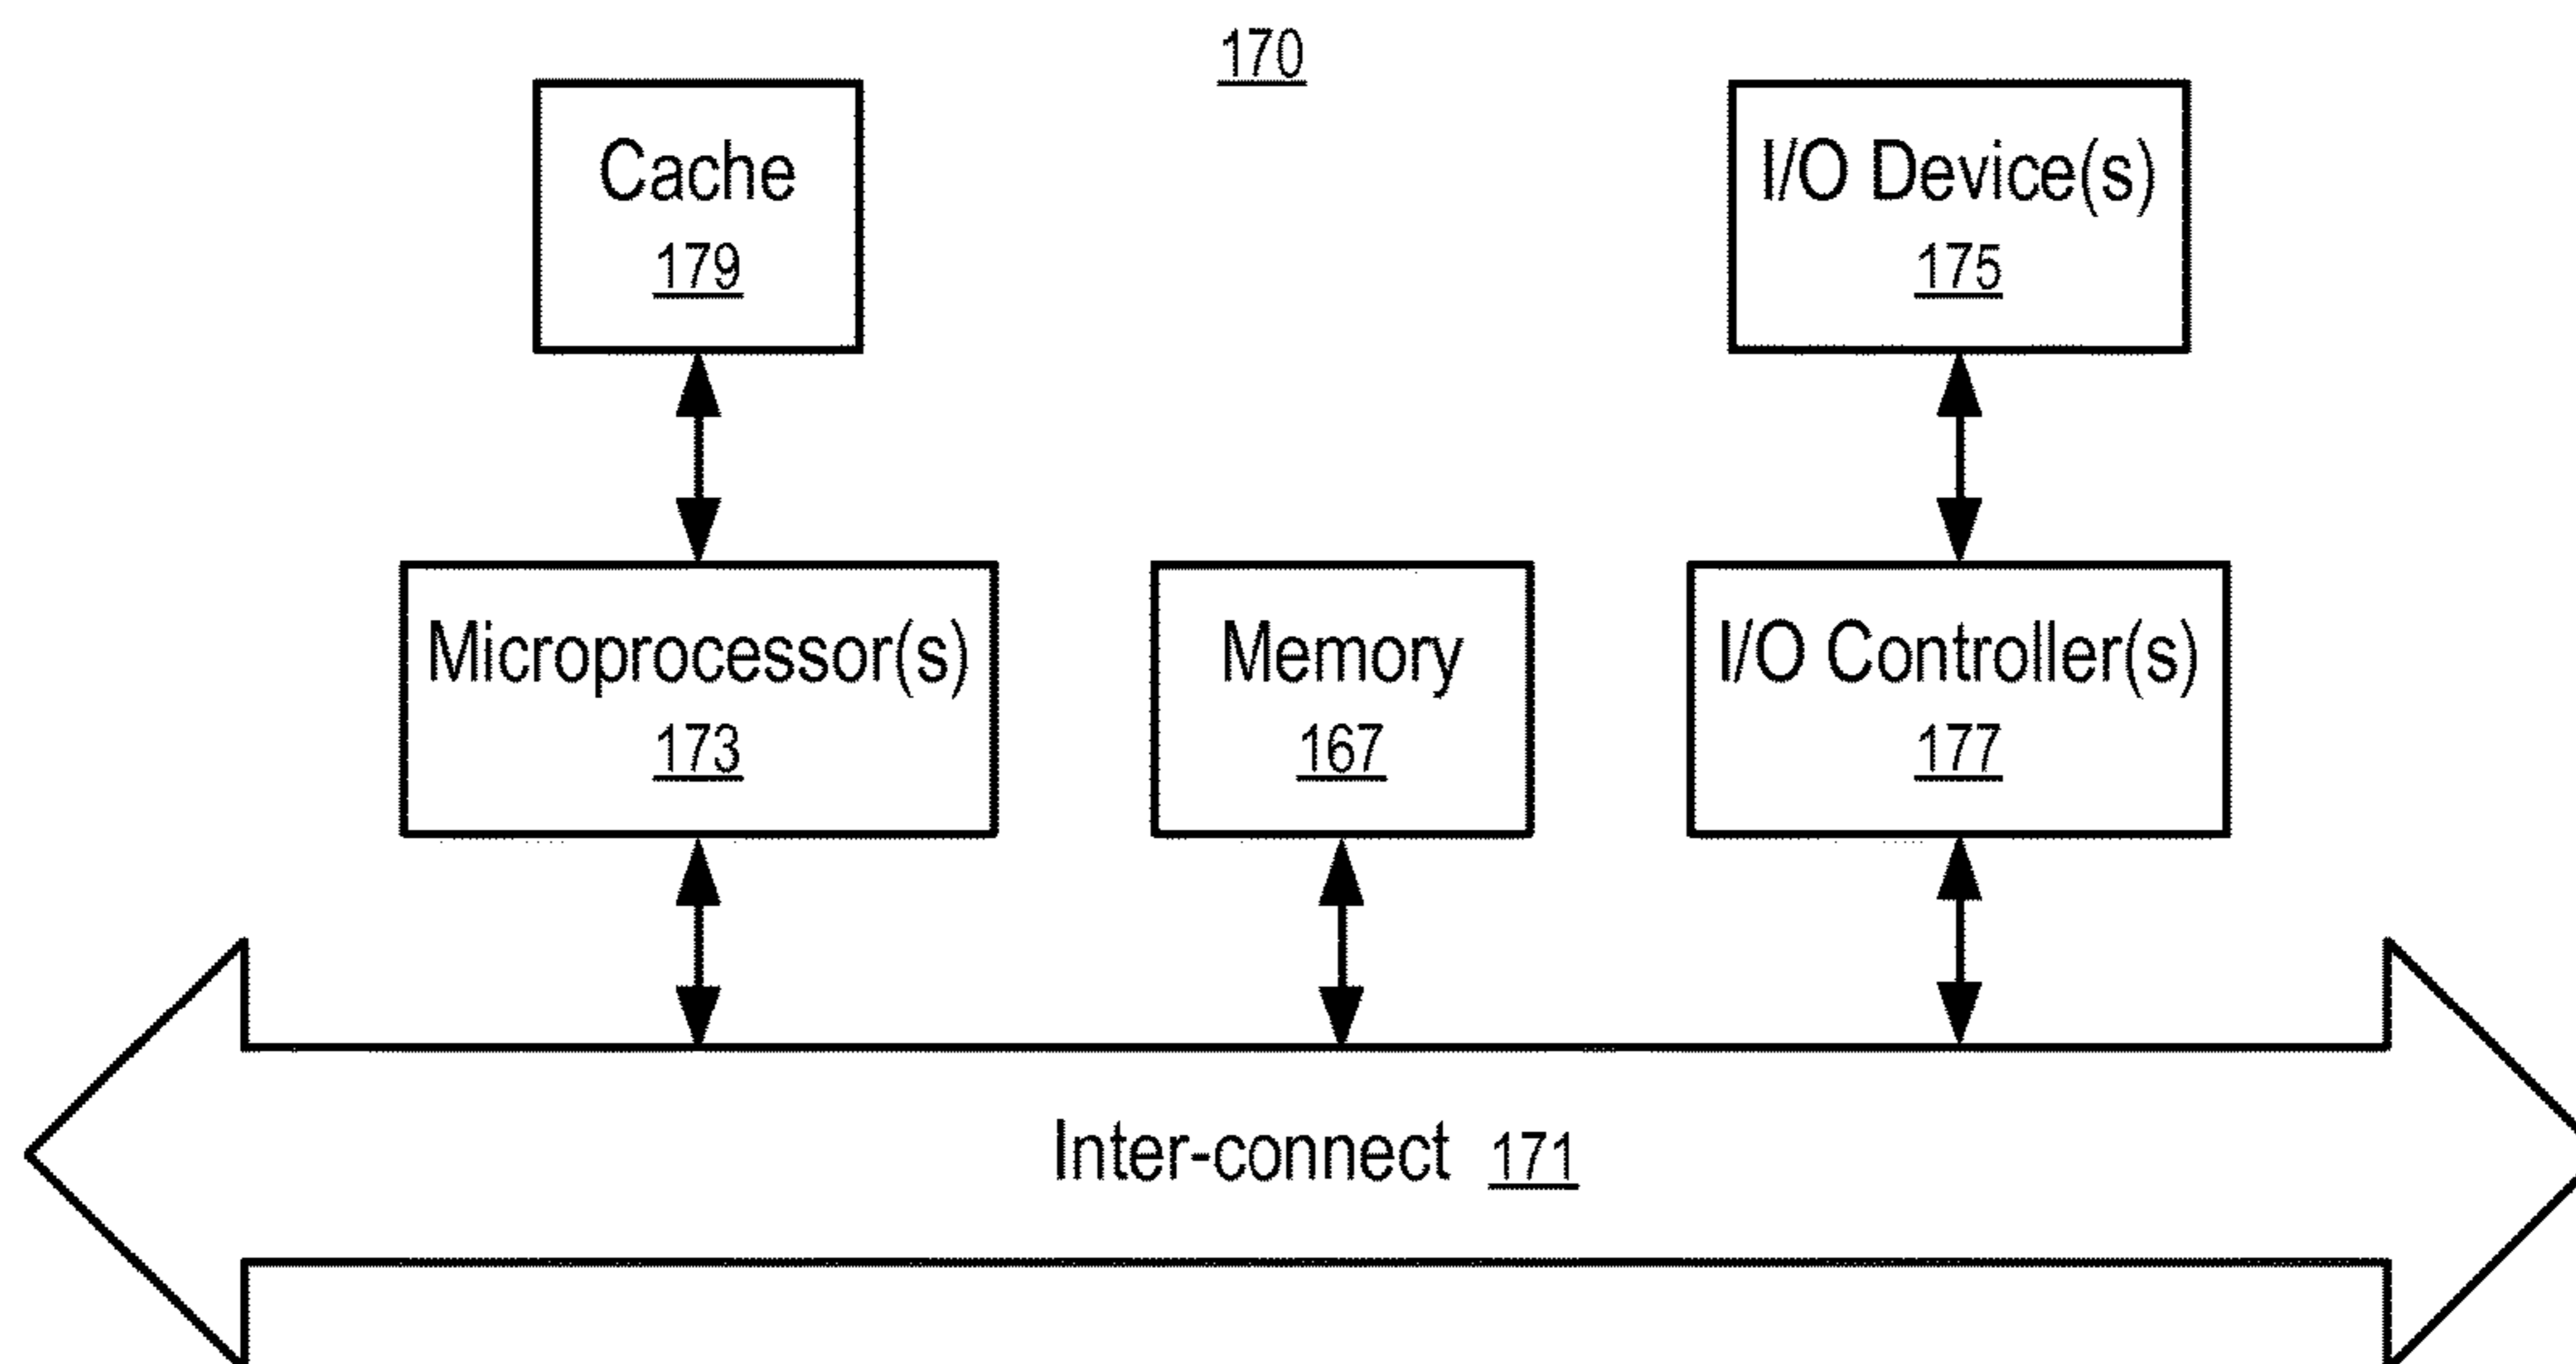 170
Cache
179
I/O Device(s)
175
Microprocessor(s)
173
Memory
167
I/O Controller(s)
177
Inter-connect 171